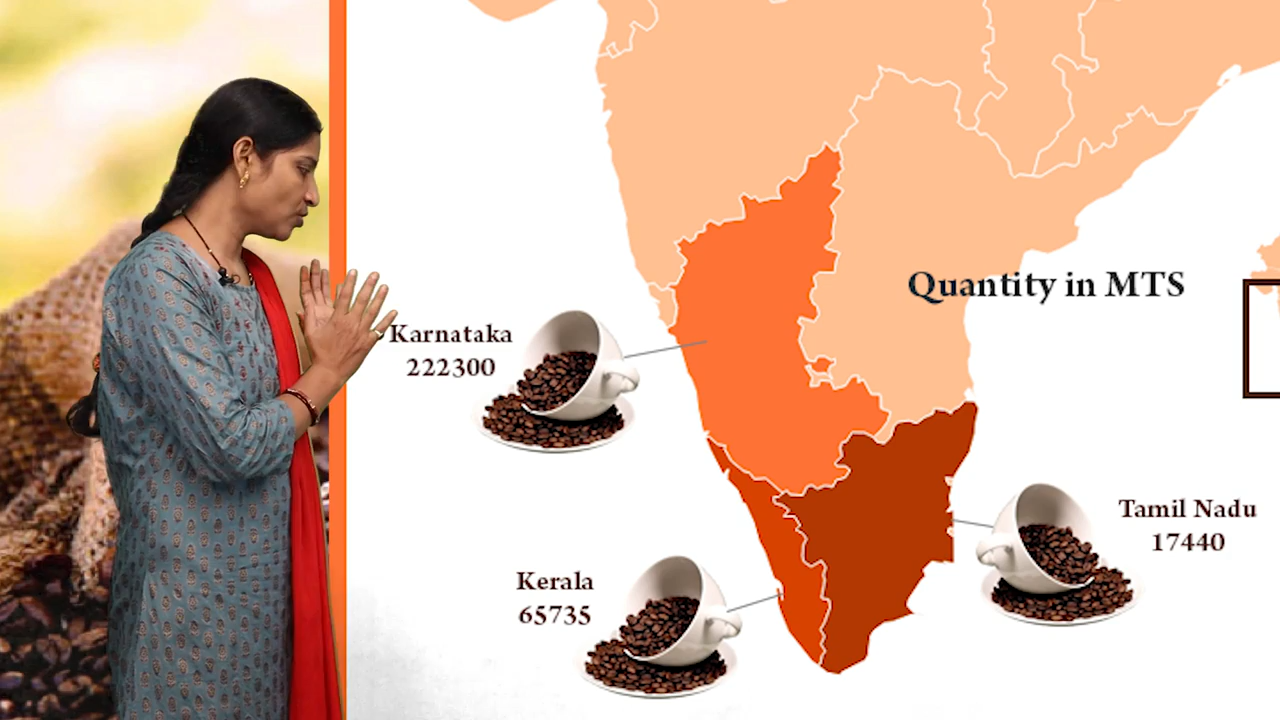 Quantity in MTS
Karnataka
222300
Tamil Nadu
17440
Kerala
65735